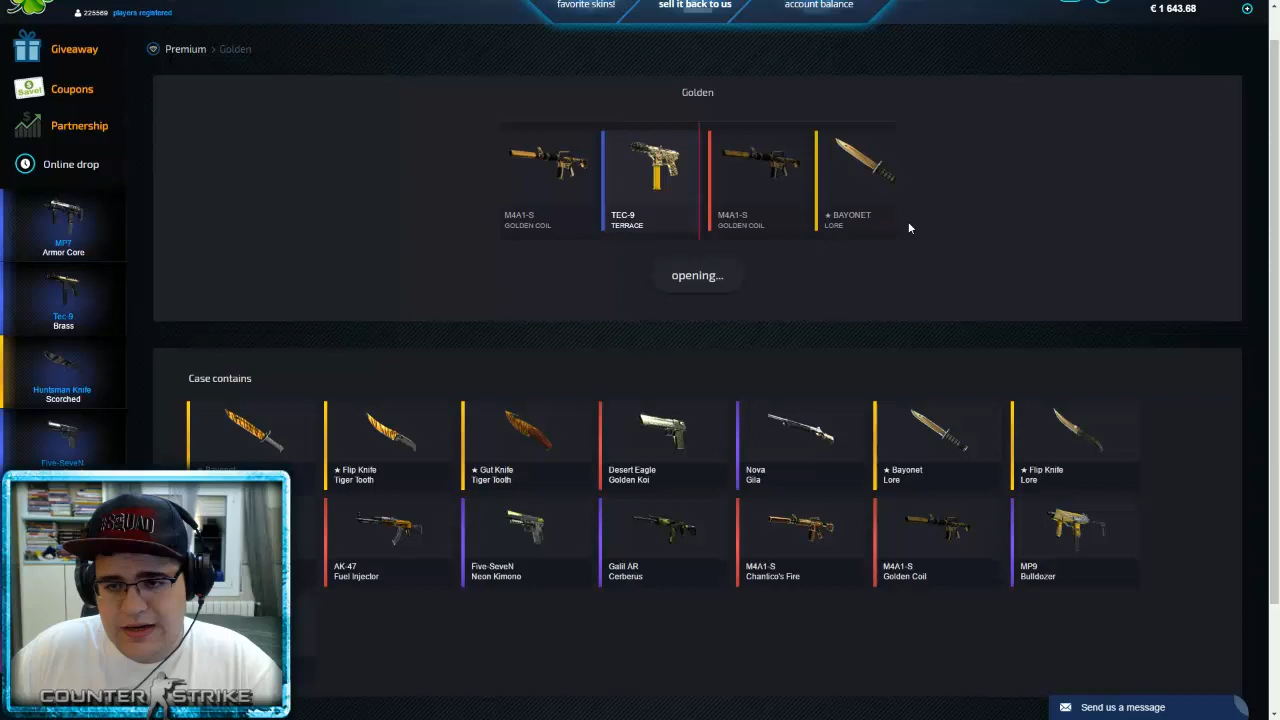 225569 players registered
favorite skins!
sell it back to us
account balance
€ 1 643.68
Giveaway
Save!
Coupons
Partnership
Online drop
Premium > Golden
Golden
M4A1-S
GOLDEN COIL
TEC-9
TERRACE
M4A1-S
GOLDEN COIL
★ BAYONET
LORE
opening...
MP7
Armor Core
Tec-9
Brass
Huntsman Knife
Scorched
Five-SeveN
Case contains
★ Bayonet
★ Flip Knife
Tiger Tooth
★ Gut Knife
Tiger Tooth
Desert Eagle
Golden Koi
Nova
Gila
★ Bayonet
Lore
★ Flip Knife
Lore
AK-47
Fuel Injector
Five-SeveN
Neon Kimono
Galil AR
Cerberus
M4A1-S
Chantico's Fire
M4A1-S
Golden Coil
MP9
Bulldozer
#SQUAD
COUNTER STRIKE
Send us a message